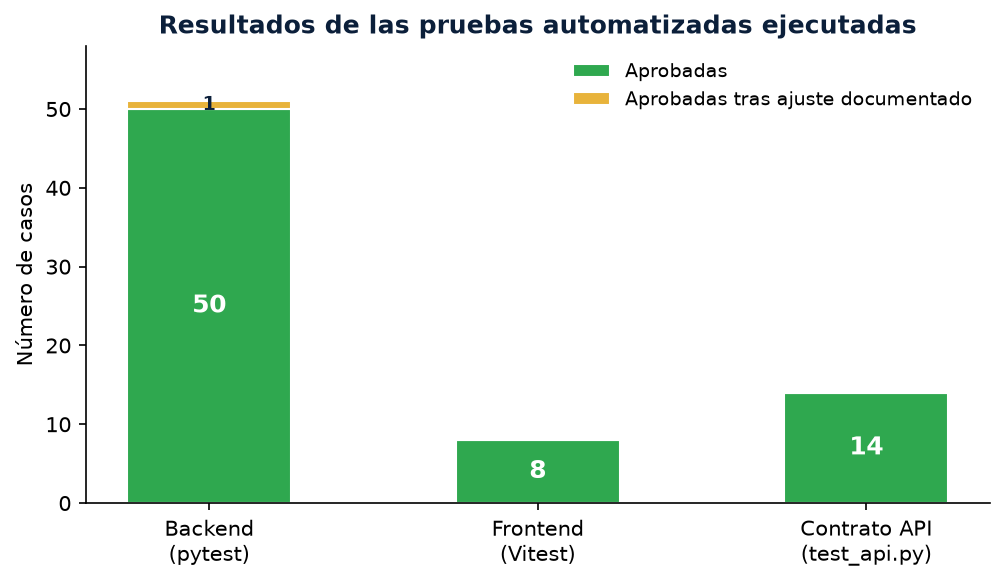 Resultados de las pruebas automatizadas ejecutadas
Aprobadas
Aprobadas tras ajuste documentado
Número de casos
50
40
30
20
10
0
1
50
8
14
Backend
(pytest)
Frontend
(Vitest)
Contrato API
(test_api.py)